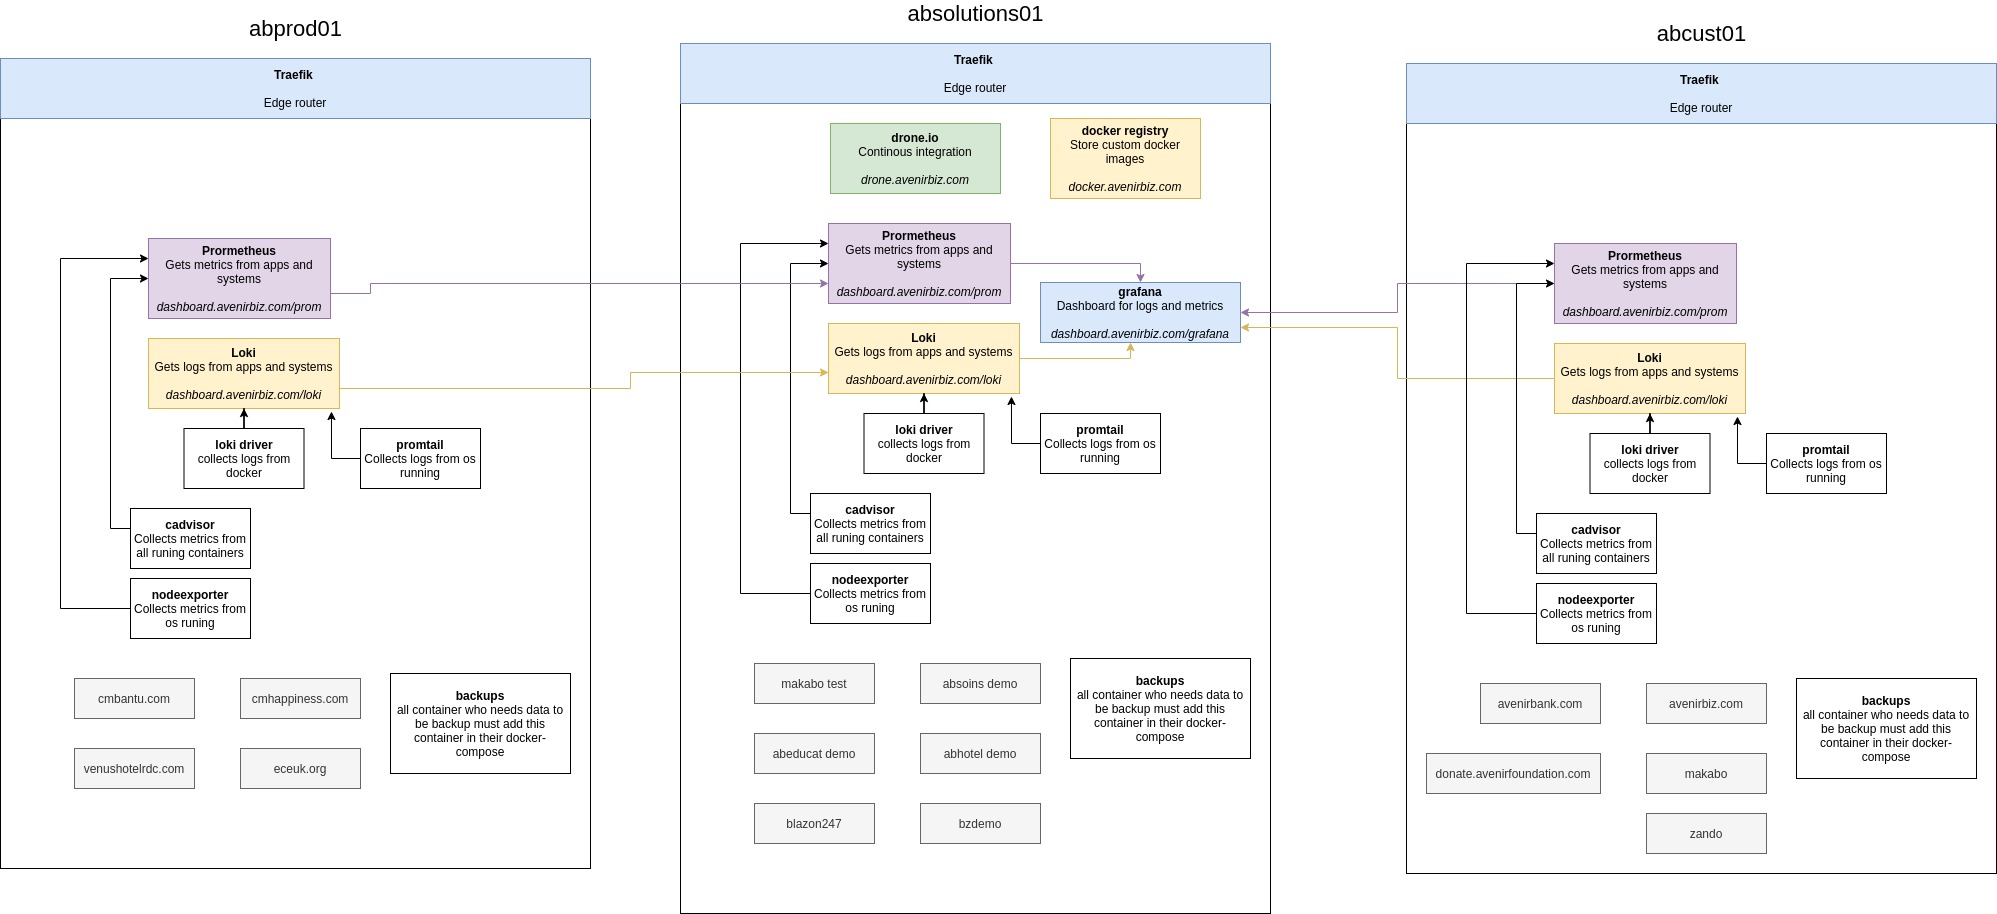 abprod01
Traefik
Edge router
Prormetheus
Gets metrics from apps and
systems
dashboard.avenirbiz.com/prom
Loki
Gets logs from apps and systems
dashboard.avenirbiz.com/loki
loki driver
collects logs from
docker
promtail
Collects logs from os
running
cadvisor
Collects metrics from
all runing containers
nodeexporter
Collects metrics from
os runing
cmbantu.com
cmhappiness.com
venushotelrdc.com
eceuk.org
backups
all container who needs data to
be backup must add this
container in their docker-
compose
absolutions01
Traefik
Edge router
drone.io
Continous integration
drone.avenirbiz.com
docker registry
Store custom docker
images
docker.avenirbiz.com
Prormetheus
Gets metrics from apps and
systems
dashboard.avenirbiz.com/prom
grafana
Dashboard for logs and metrics
dashboard.avenirbiz.com/grafana
Loki
Gets logs from apps and systems
dashboard.avenirbiz.com/loki
loki driver
collects logs from
docker
promtail
Collects logs from os
running
cadvisor
Collects metrics from
all runing containers
nodeexporter
Collects metrics from
os runing
makabo test
absoins demo
abeducat demo
abhotel demo
blazon247
bzdemo
backups
all container who needs data to
be backup must add this
container in their docker-
compose
abcust01
Traefik
Edge router
Prormetheus
Gets metrics from apps and
systems
dashboard.avenirbiz.com/prom
Loki
Gets logs from apps and systems
dashboard.avenirbiz.com/loki
loki driver
collects logs from
docker
promtail
Collects logs from os
running
cadvisor
Collects metrics from
all runing containers
nodeexporter
Collects metrics from
os runing
avenirbank.com
avenirbiz.com
donate.avenirfoundation.com
makabo
zando
backups
all container who needs data to
be backup must add this
container in their docker-
compose